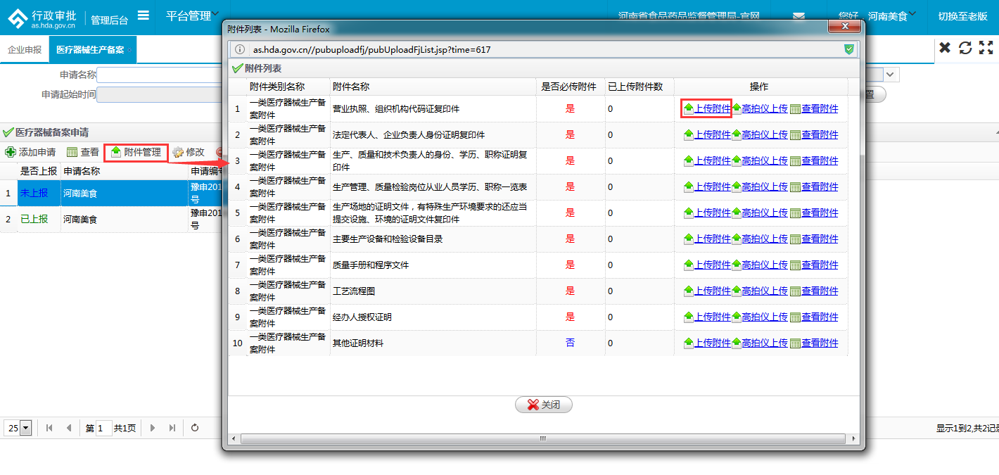 行政审批
as.hda.gov.cn
管理后台
平台管理
河南省食品药品监督管理局-官网
您好，河南美食
切换至老版
企业申报
医疗器械生产备案
申请名称
申请起始时间
置
医疗器械备案申请
添加申请
查看
附件管理
修改
是否上报
申请名称
申请编号
1
未上报
河南美食
豫申201
号
2
已上报
河南美食
豫申201
号
25
第 1 共1页
显示1到2,共2记录
附件列表 - Mozilla Firefox
as.hda.gov.cn//pubuploadfj/pubUploadFjList.jsp?time=617
附件列表
附件类别名称 附件名称 是否必传附件 已上传附件数 操作
1 一类医疗器械生产备 营业执照、组织机构代码证复印件 是 0 上传附件 高拍仪上传 查看附件
案附件
2 一类医疗器械生产备 法定代表人、企业负责人身份证明复印件 是 0 上传附件 高拍仪上传 查看附件
案附件
3 一类医疗器械生产备 生产、质量和技术负责人的身份、学历、职称证明复 是 0 上传附件 高拍仪上传 查看附件
案附件 印件
4 一类医疗器械生产备 生产管理、质量检验岗位从业人员学历、职称一览表 是 0 上传附件 高拍仪上传 查看附件
案附件
5 一类医疗器械生产备 生产场地的证明文件，有特殊生产环境要求的还应当 是 0 上传附件 高拍仪上传 查看附件
案附件 提交设施、环境的证明文件复印件
6 一类医疗器械生产备 主要生产设备和检验设备目录 是 0 上传附件 高拍仪上传 查看附件
案附件
7 一类医疗器械生产备 质量手册和程序文件 是 0 上传附件 高拍仪上传 查看附件
案附件
8 一类医疗器械生产备 工艺流程图 是 0 上传附件 高拍仪上传 查看附件
案附件
9 一类医疗器械生产备 经办人授权证明 是 0 上传附件 高拍仪上传 查看附件
案附件
10 一类医疗器械生产备 其他证明材料 否 0 上传附件 高拍仪上传 查看附件
案附件
关闭